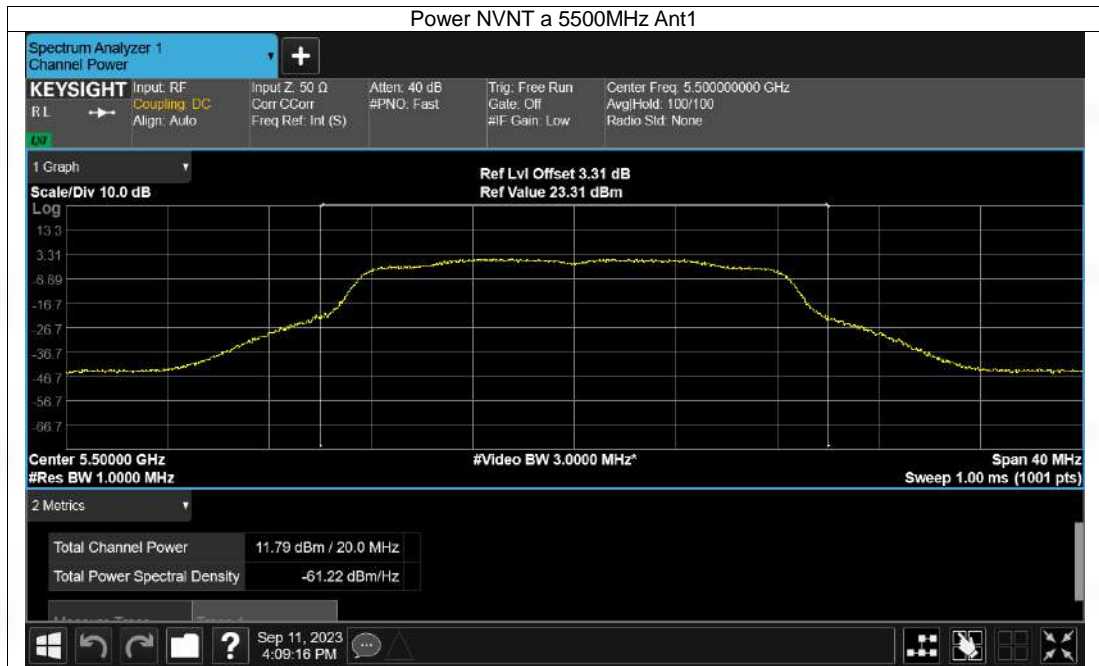 Power NVNT a 5500MHz Ant1
Spectrum Analyzer 1
Channel Power
+
KEYSIGHT
RL
Input: RF
Coupling: DC
Align: Auto
Input Z: 50 Ω
Corr CCorr
Freq Ref: Int (S)
Atten: 40 dB
#PNO: Fast
Trig: Free Run
Gate: Off
#IF Gain: Low
Center Freq: 5.500000000 GHz
Avg|Hold: 100/100
Radio Std: None
LXI
1 Graph
Scale/Div 10.0 dB
Ref Lvl Offset 3.31 dB
Ref Value 23.31 dBm
Log
13.3
3.31
-6.69
-16.7
-26.7
-36.7
-46.7
-56.7
-66.7
Center 5.50000 GHz
#Res BW 1.0000 MHz
#Video BW 3.0000 MHz*
Span 40 MHz
Sweep 1.00 ms (1001 pts)
2 Metrics
Total Channel Power 11.79 dBm / 20.0 MHz
Total Power Spectral Density -61.22 dBm/Hz
?
Sep 11, 2023
4:09:16 PM